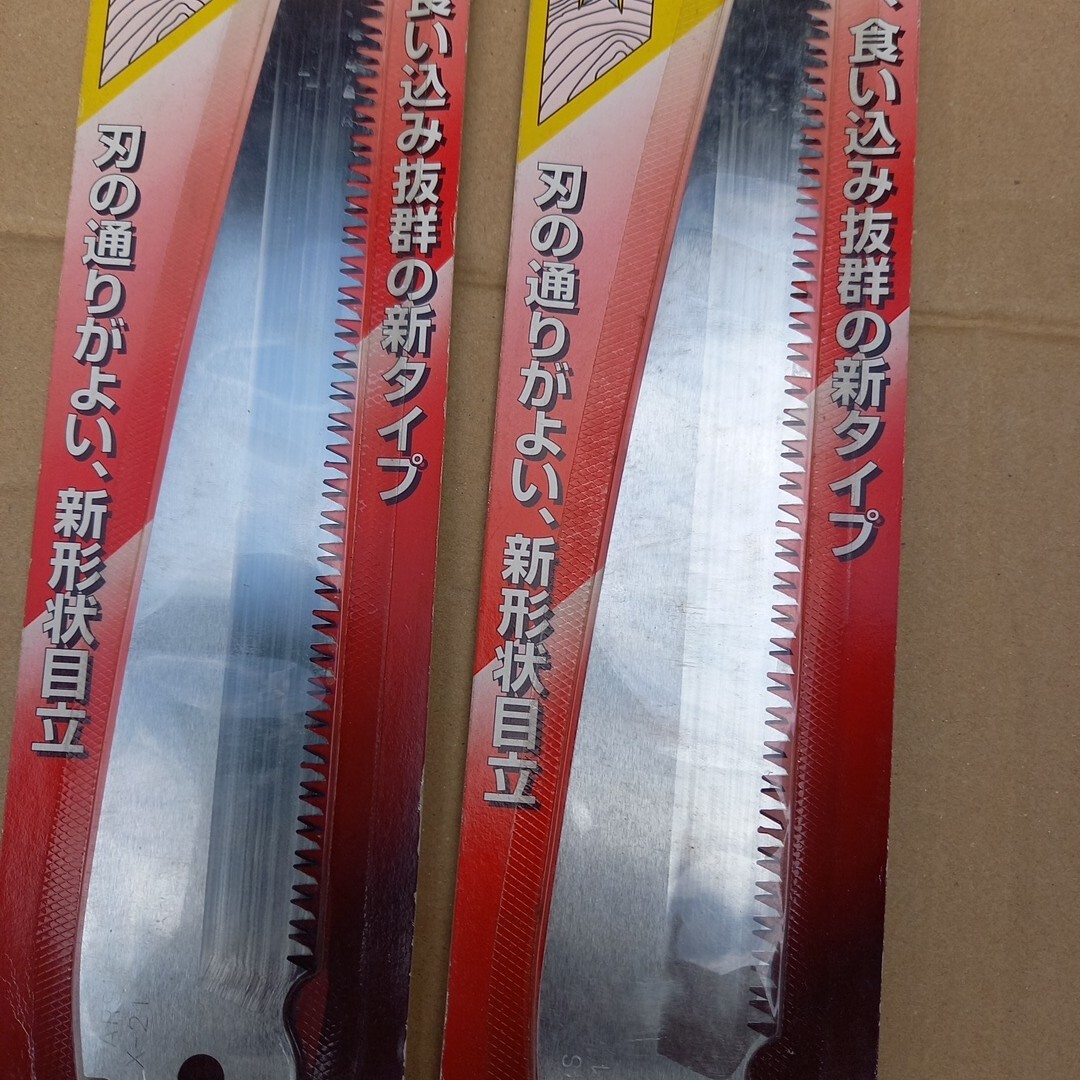 食い込み抜群の新タイプ
刃の通りがよい、新形状目立
X-21
、食い込み抜群の新タイプ
刃の通りがよい、新形状目立